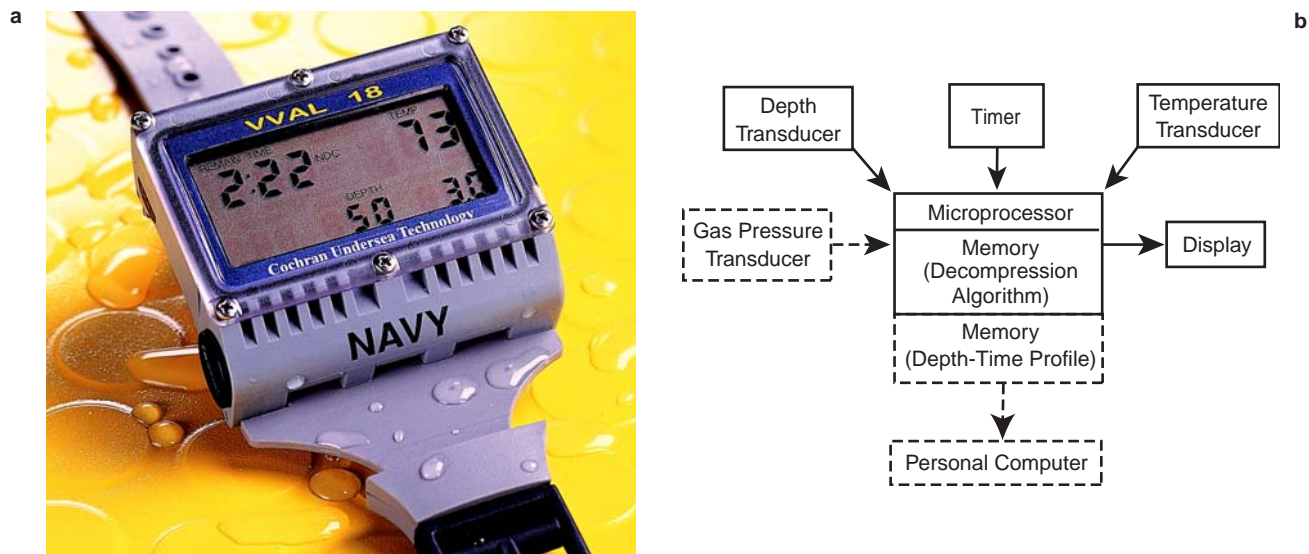 a
VVAL 18
REMAIN TIME
TEMP
2:22 NDC
73
DEPTH
50
30
Cochran Undersea Technology
NAVY
b
Depth
Transducer
Timer
Temperature
Transducer
Gas Pressure
Transducer
Microprocessor
Memory
(Decompression
Algorithm)
Display
Memory
(Depth-Time Profile)
Personal Computer